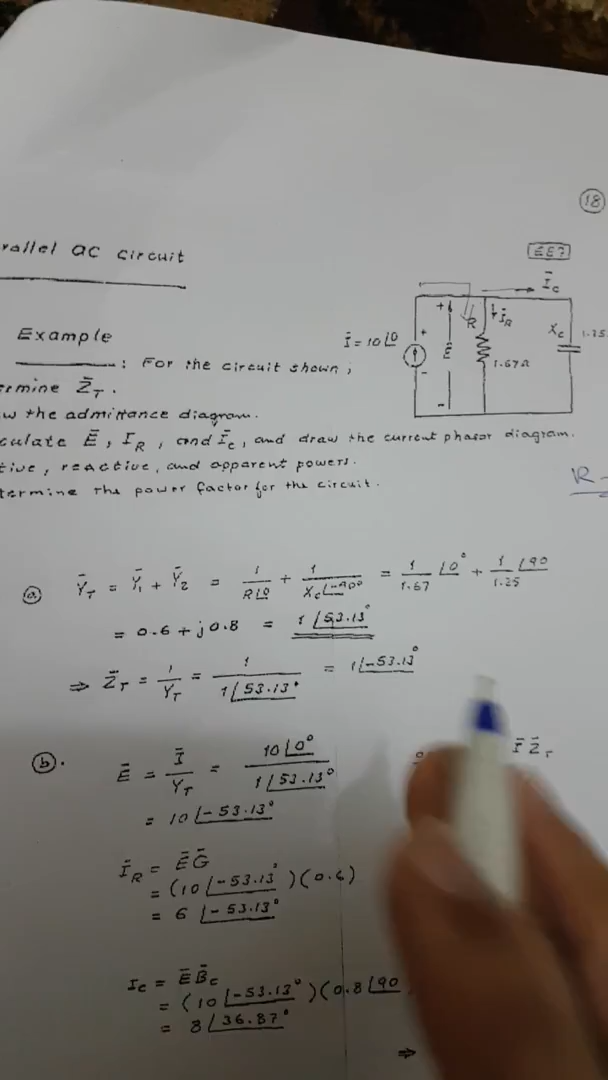 18
rallel ac circuit
EE7
Īc
Example
Ī = 10∠0
+ + R ĪR Xc 1.25
: For the circuit shown,
Ē
1.67Ω
- -
ermine Z̄T.
w the admittance diagram.
culate Ē, ĪR, and Īc, and draw the current phasor diagram.
tive, reactive, and apparent powers.
termine the power factor for the circuit.
R-
ⓐ ȲT = Ȳ1 + Ȳ2 = 1/R∠0 + 1/Xc∠-90° = 1/1.67 ∠0° + 1/1.25 ∠90
= 0.6 + j0.8 = 1∠53.13°
⇒ Z̄T = 1/YT = 1/1∠53.13° = 1∠-53.13°
ⓑ. Ē = Ī/YT = 10∠0°/1∠53.13° Ī Z̄T
= 10∠-53.13°
ĪR = Ē Ḡ
= (10∠-53.13°)(0.6)
= 6∠-53.13°
Ic = Ē B̄c
= (10∠-53.13°)(0.8∠90
= 8∠36.87°
⇒